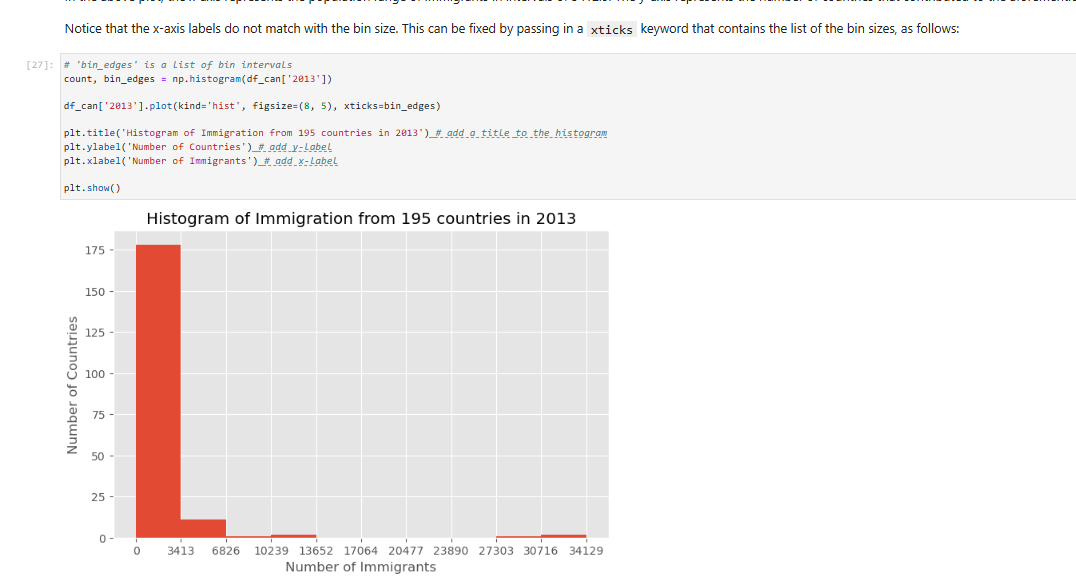 Notice that the x-axis labels do not match with the bin size. This can be fixed by passing in a xticks keyword that contains the list of the bin sizes, as follows:
[27]: # 'bin_edges' is a list of bin intervals
count, bin_edges = np.histogram(df_can['2013'])
df_can['2013'].plot(kind='hist', figsize=(8, 5), xticks=bin_edges)
plt.title('Histogram of Immigration from 195 countries in 2013') # add a title to the histogram
plt.ylabel('Number of Countries') # add y-label
plt.xlabel('Number of Immigrants') # add x-label
plt.show()
Histogram of Immigration from 195 countries in 2013
Number of Countries
175
150
125
100
75
50
25
0
0 3413 6826 10239 13652 17064 20477 23890 27303 30716 34129
Number of Immigrants